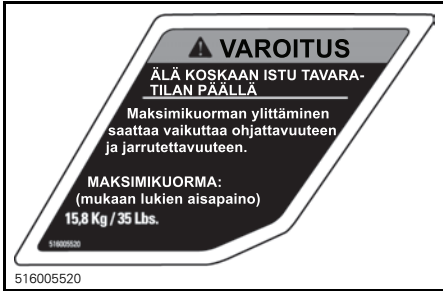 VAROITUS
ÄLÄ KOSKAAN ISTU TAVARA-
TILAN PÄÄLLÄ
Maksimikuorman ylittäminen
saattaa vaikuttaa ohjattavuuteen
ja jarrutettavuuteen.
MAKSIMIKUORMA:
(mukaan lukien aisapaino)
15,8 Kg / 35 Lbs.
516005520
516005520